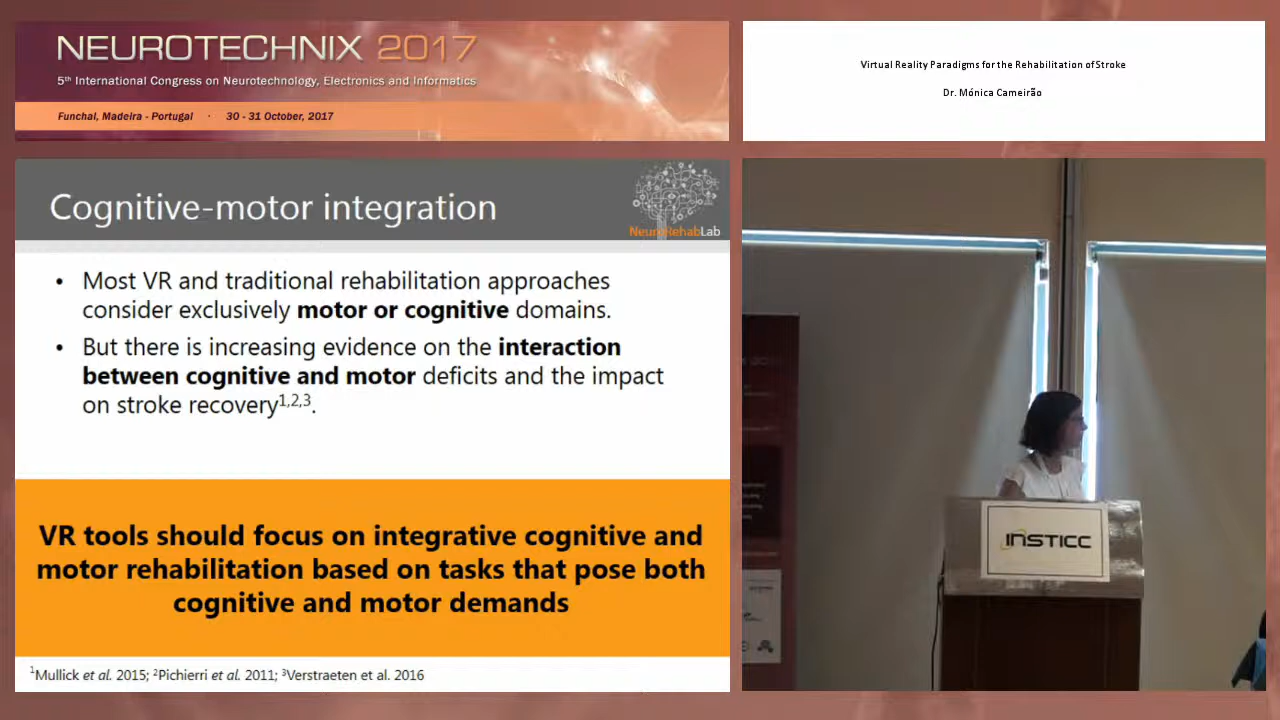 NEUROTECHNIX 2017
5th International Congress on Neurotechnology, Electronics and Informatics
Funchal, Madeira - Portugal · 30 - 31 October, 2017
Virtual Reality Paradigms for the Rehabilitation of Stroke
Dr. Mónica Cameirão
Cognitive-motor integration
NeuroRehabLab
• Most VR and traditional rehabilitation approaches
consider exclusively motor or cognitive domains.
• But there is increasing evidence on the interaction
between cognitive and motor deficits and the impact
on stroke recovery1,2,3.
VR tools should focus on integrative cognitive and
motor rehabilitation based on tasks that pose both
cognitive and motor demands
1Mullick et al. 2015; 2Pichierri et al. 2011; 3Verstraeten et al. 2016
INSTICC